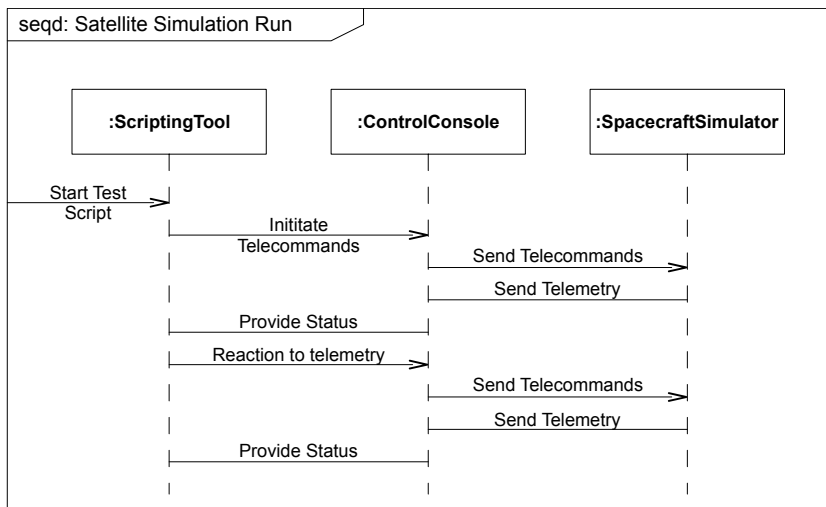 seqd: Satellite Simulation Run
:ScriptingTool
:ControlConsole
:SpacecraftSimulator
Start Test
Script
Inititate
Telecommands
Send Telecommands
Send Telemetry
Provide Status
Reaction to telemetry
Send Telecommands
Send Telemetry
Provide Status